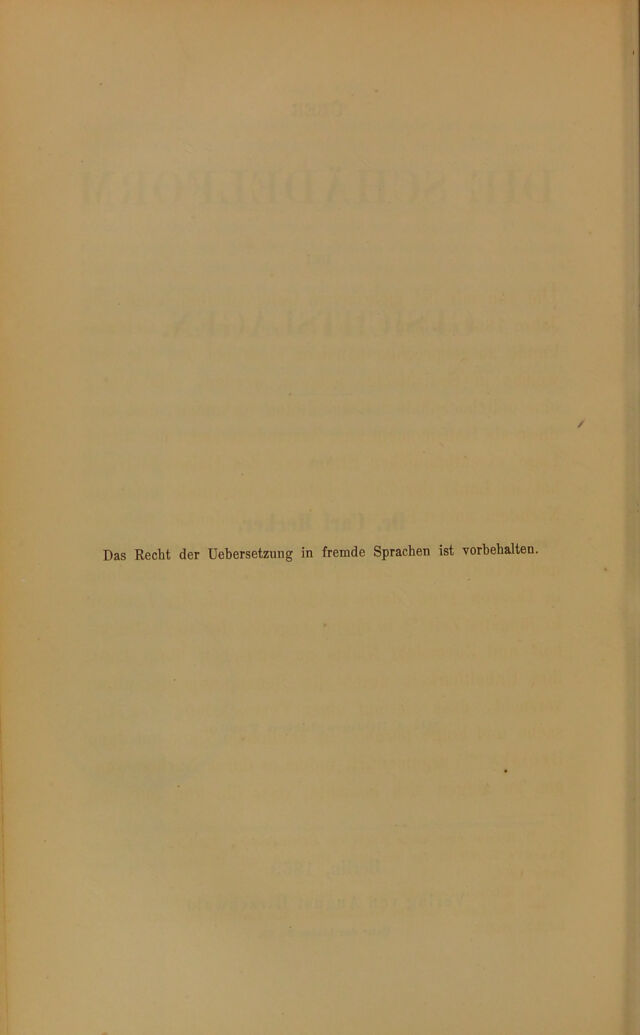 Das Recht der Uebersetzung in fremde Sprachen ist vorbehalten.